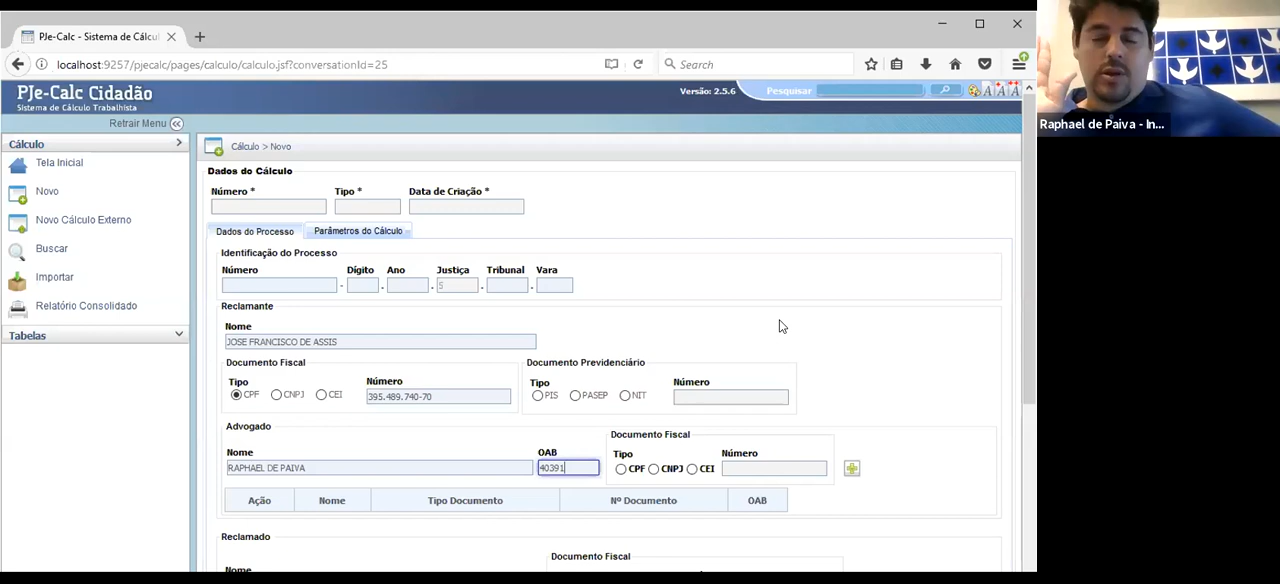 PJe-Calc - Sistema de Cálcul
localhost:9257/pjecalc/pages/calculo/calculo.jsf?conversationId=25
Search
PJe-Calc Cidadão
Sistema de Cálculo Trabalhista
Versão: 2.5.6
Pesquisar
A A A
Retrair Menu
Cálculo
Tela Inicial
Novo
Novo Cálculo Externo
Buscar
Importar
Relatório Consolidado
Tabelas
Cálculo > Novo
Dados do Cálculo
Número * Tipo * Data de Criação *
Dados do Processo Parâmetros do Cálculo
Identificação do Processo
Número Dígito Ano Justiça Tribunal Vara
- . . 5 . .
Reclamante
Nome
JOSE FRANCISCO DE ASSIS
Documento Fiscal Documento Previdenciário
Tipo Número Tipo Número
CPF CNPJ CEI 395.489.740-70 PIS PASEP NIT
Advogado
Documento Fiscal
Nome OAB Tipo Número
RAPHAEL DE PAIVA 40391 CPF CNPJ CEI
Ação Nome Tipo Documento Nº Documento OAB
Reclamado
Documento Fiscal
Nome
Raphael de Paiva - In...